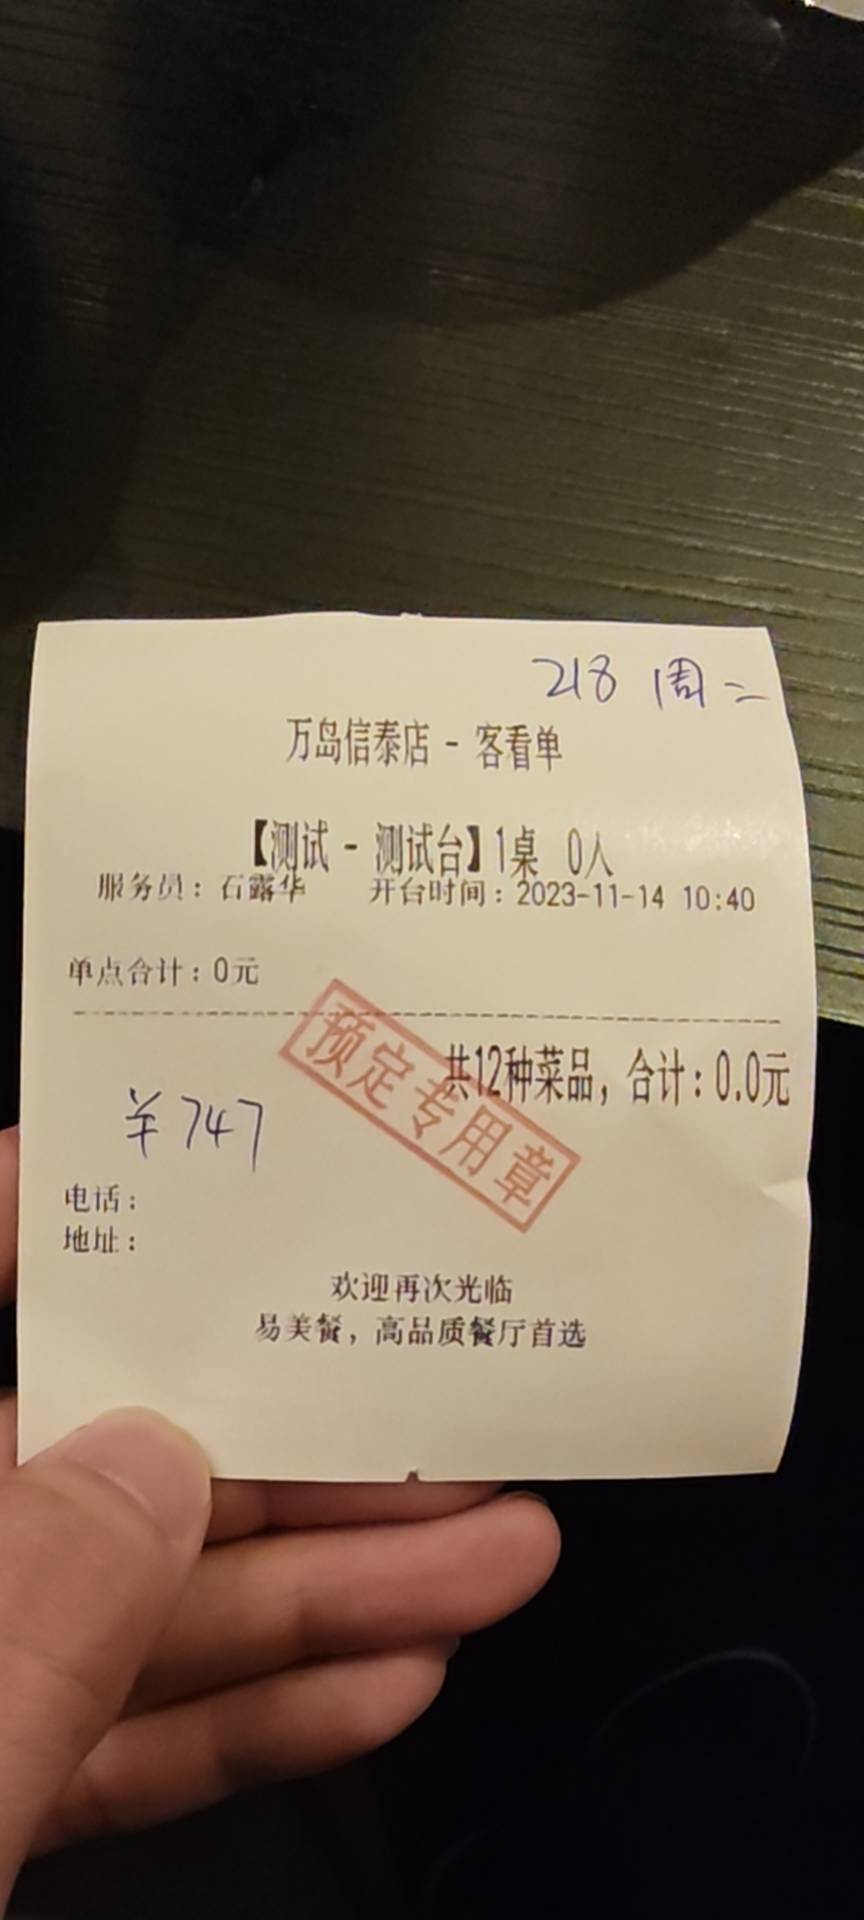 218 周二
万岛信泰店 - 客看单
【测试 - 测试台】1桌 0人
服务员：石露华 开台时间：2023-11-14 10:40
单点合计：0元
预定专用章
共12种菜品，合计：0.0元
¥747
电话：
地址：
欢迎再次光临
易美餐，高品质餐厅首选